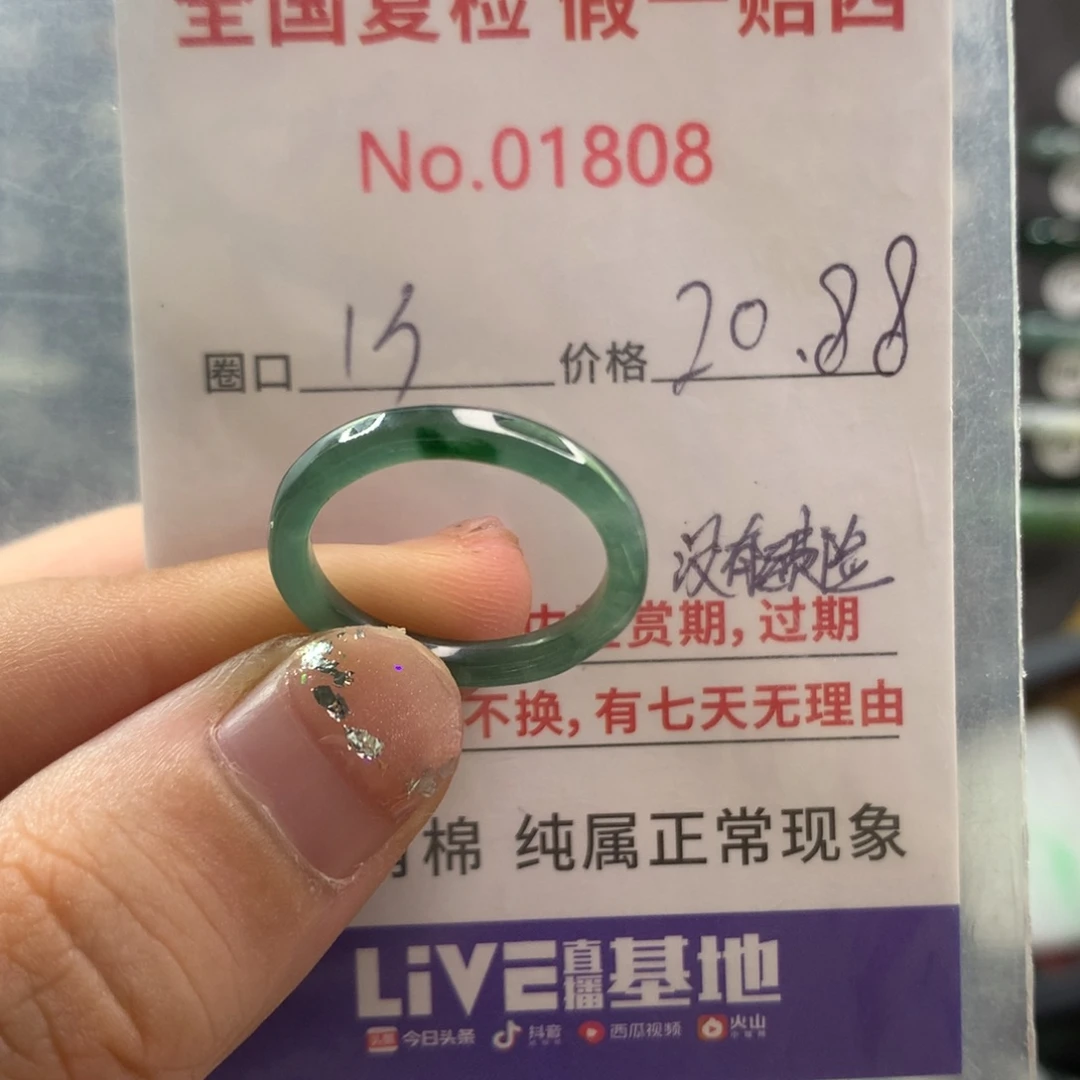 全国复检 假一赔四
No.01808
圈口 15 价格 20.88
没有破险
赏期，过期
不换，有七天无理由
棉 纯属正常现象
LiVE直播基地
头条 今日头条 抖音 西瓜视频 火山